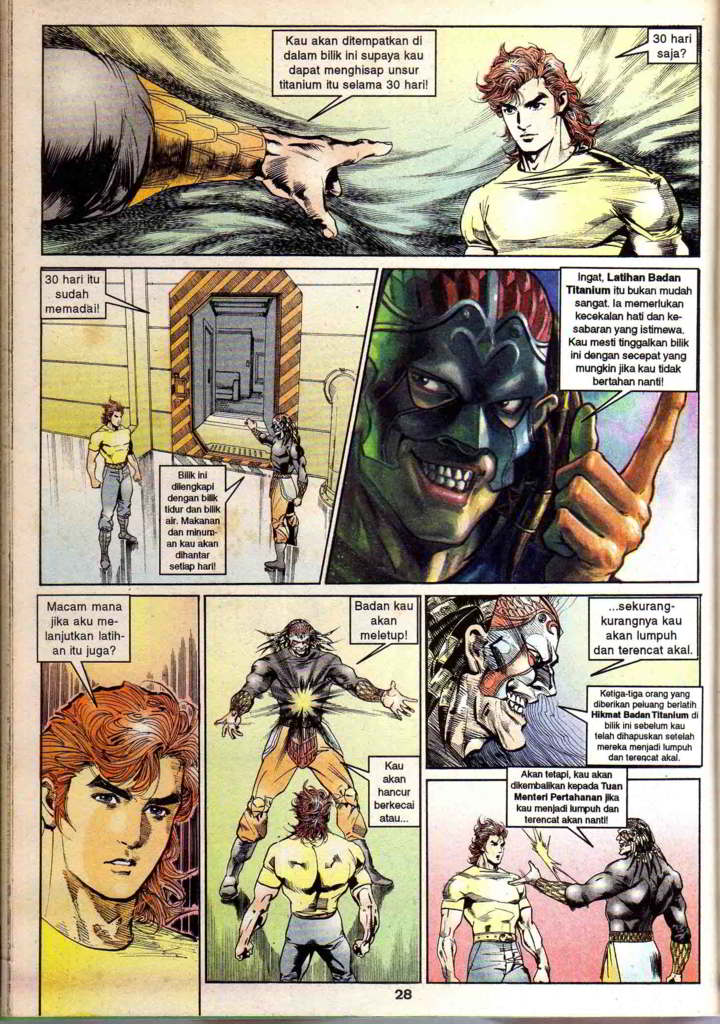 Kau akan ditempatkan di
dalam bilik ini supaya kau
dapat menghisap unsur
titanium itu selama 30 hari!
30 hari
saja?
30 hari itu
sudah
memadai!
Bilik ini
dilengkapi
dengan bilik
tidur dan bilik
air. Makanan
dan minum-
an kau akan
dihantar
setiap hari!
Ingat, Latihan Badan
Titanium itu bukan mudah
sangat. Ia memerlukan
kecekalan hati dan ke-
sabaran yang istimewa.
Kau mesti tinggalkan bilik
ini dengan secepat yang
mungkin jika kau tidak
bertahan nanti!
Macam mana
jika aku me-
lanjutkan latih-
an itu juga?
Badan kau
akan
meletup!
Kau
akan
hancur
berkecai
atau...
...sekurang-
kurangnya kau
akan lumpuh
dan terencat akal.
Ketiga-tiga orang yang
diberikan peluang berlatih
Hikmat Badan Titanium di
bilik ini sebelum kau
telah dihapuskan setelah
mereka menjadi lumpuh
dan terencat akal.
Akan tetapi, kau akan
dikembalikan kepada Tuan
Menteri Pertahanan jika
kau menjadi lumpuh dan
terencat akal nanti!
28